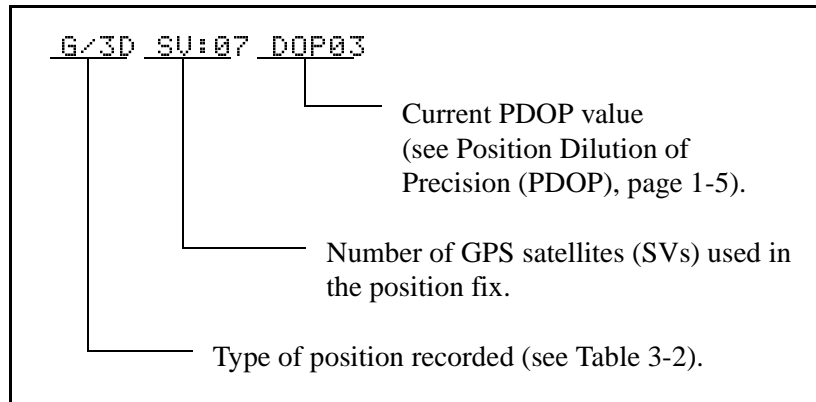 G/3D SV:07 DOP03
Current PDOP value
(see Position Dilution of
Precision (PDOP), page 1-5).
Number of GPS satellites (SVs) used in
the position fix.
Type of position recorded (see Table 3-2).